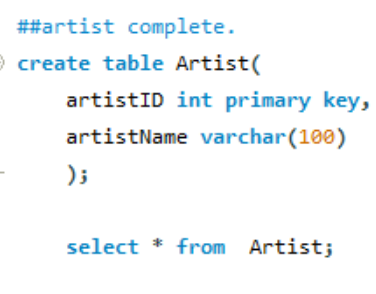 ##artist complete.
create table Artist(
artistID int primary key,
artistName varchar(100)
);
select * from  Artist;